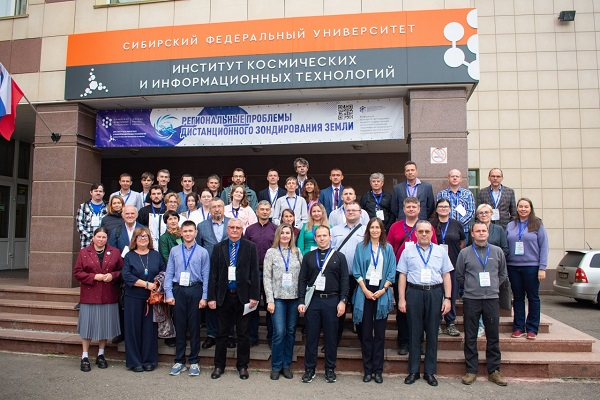 СИБИРСКИЙ ФЕДЕРАЛЬНЫЙ УНИВЕРСИТЕТ
ИНСТИТУТ КОСМИЧЕСКИХ
И ИНФОРМАЦИОННЫХ ТЕХНОЛОГИЙ
РЕГИОНАЛЬНЫЕ ПРОБЛЕМЫ
ДИСТАНЦИОННОГО ЗОНДИРОВАНИЯ ЗЕМЛИ